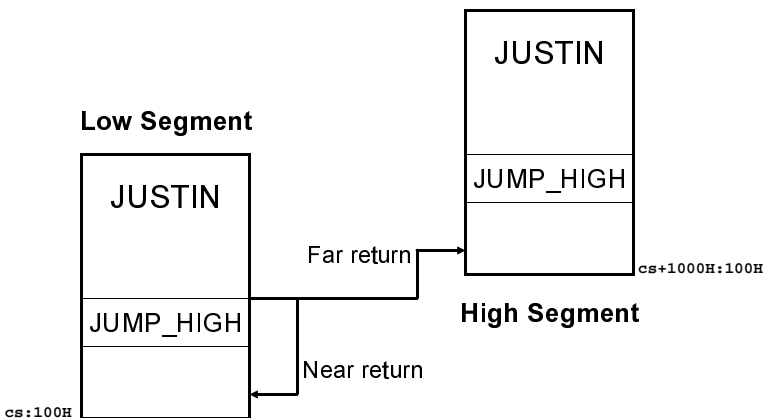 JUSTIN
Low Segment
JUMP_HIGH
JUSTIN
Far return
cs+1000H:100H
High Segment
JUMP_HIGH
Near return
cs:100H